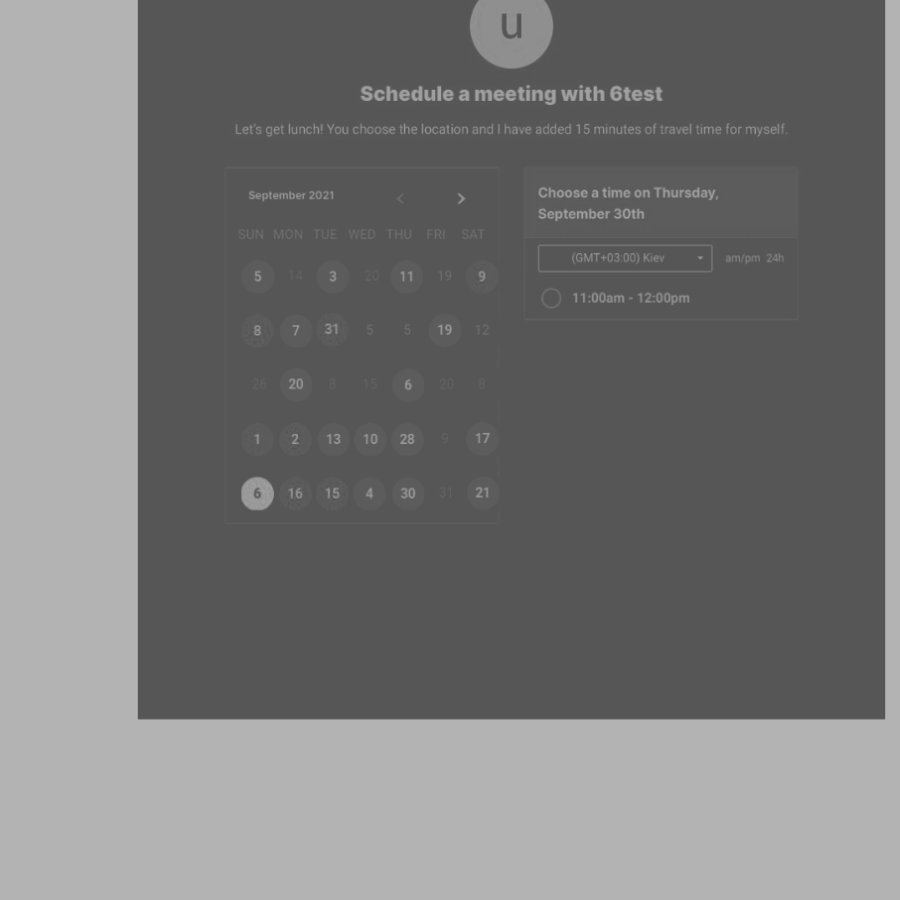 u
Schedule a meeting with 6test
Let's get lunch! You choose the location and I have added 15 minutes of travel time for myself.
September 2021
SUN MON TUE WED THU FRI SAT
5 14 3 20 11 19 9
8 7 31 5 5 19 12
26 20 8 15 6 20 8
1 2 13 10 28 9 17
6 16 15 4 30 31 21
Choose a time on Thursday,
September 30th
(GMT+03:00) Kiev am/pm 24h
11:00am - 12:00pm